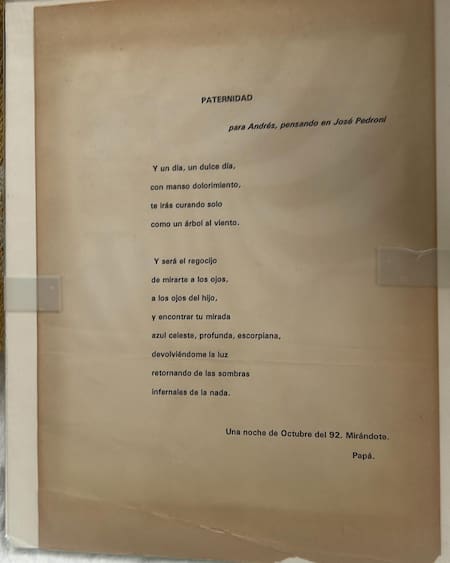 PATERNIDAD
para Andrés, pensando en José Pedroni
Y un día, un dulce día,
con manso dolorimiento,
te irás curando solo
como un árbol al viento.
Y será el regocijo
de mirarte a los ojos,
a los ojos del hijo,
y encontrar tu mirada
azul celeste, profunda, escorpiana,
devolviéndome la luz
retornando de las sombras
infernales de la nada.
Una noche de Octubre del 92. Mirándote.
Papá.